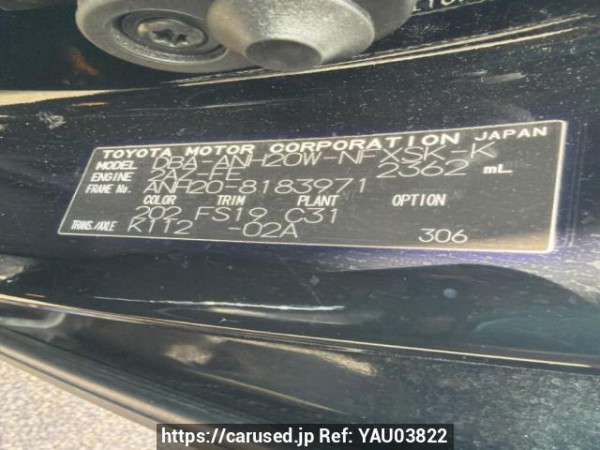 TOYOTA MOTOR CORPORATION JAPAN
MODEL DBA-ANH20W-NFXSK-K
ENGINE 2AZ-FE 2362 mL
FRAME No. ANH20-8183971
COLOR TRIM PLANT OPTION
202 FS19 C31
TRANS./AXLE K112 -02A 306
https://carused.jp Ref: YAU03822